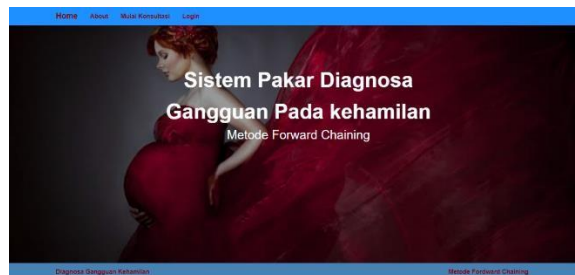 Home About Mulai Konsultasi Login
Sistem Pakar Diagnosa
Gangguan Pada kehamilan
Metode Forward Chaining
Diagnosa Gangguan Kehamilan Metode Fordward Chaining